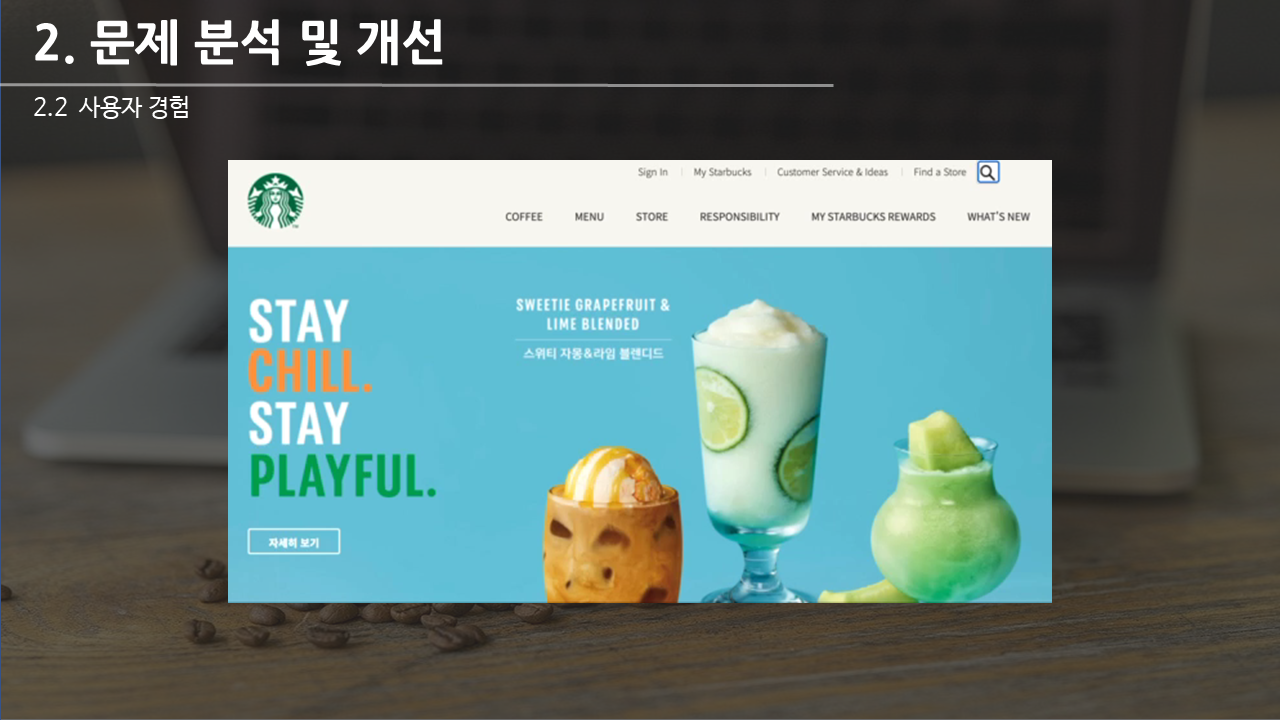 2. 문제 분석 및 개선
2.2 사용자 경험
Sign In
My Starbucks
Customer Service & Ideas
Find a Store
COFFEE
MENU
STORE
RESPONSIBILITY
MY STARBUCKS REWARDS
WHAT'S NEW
STAY
CHILL.
STAY
PLAYFUL.
SWEETIE GRAPEFRUIT &
LIME BLENDED
스위티 자몽&라임 블렌디드
자세히 보기
TM